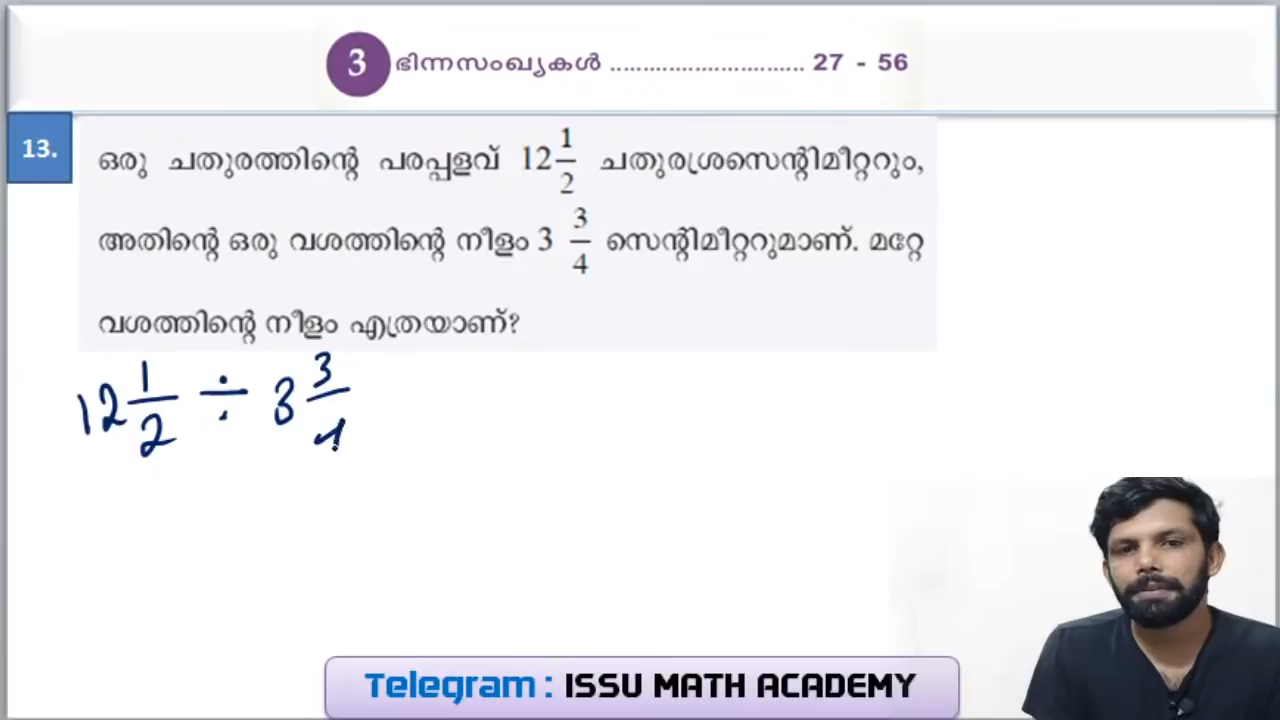 3 ഭിന്നസംഖ്യകൾ ............................. 27 - 56
13.
ഒരു ചതുരത്തിന്റെ പരപ്പളവ് 12 1/2 ചതുരശ്രസെന്റിമീറ്ററും,
അതിന്റെ ഒരു വശത്തിന്റെ നീളം 3 3/4 സെന്റിമീറ്ററുമാണ്. മറ്റേ
വശത്തിന്റെ നീളം എത്രയാണ്?
12 1/2 ÷ 3 3/4
Telegram : ISSU MATH ACADEMY